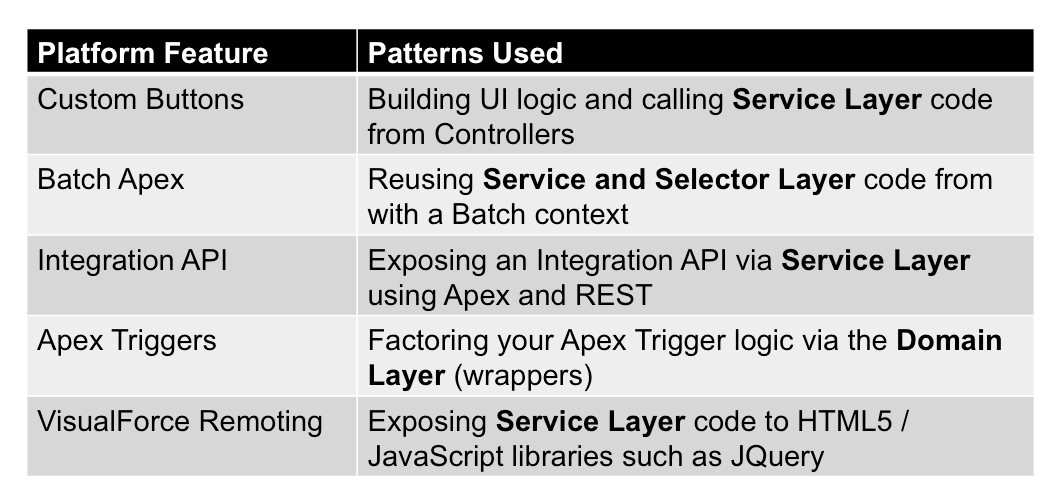 Platform Feature
Patterns Used
Custom Buttons
Building UI logic and calling Service Layer code
from Controllers
Batch Apex
Reusing Service and Selector Layer code from
with a Batch context
Integration API
Exposing an Integration API via Service Layer
using Apex and REST
Apex Triggers
Factoring your Apex Trigger logic via the Domain
Layer (wrappers)
VisualForce Remoting
Exposing Service Layer code to HTML5 /
JavaScript libraries such as JQuery